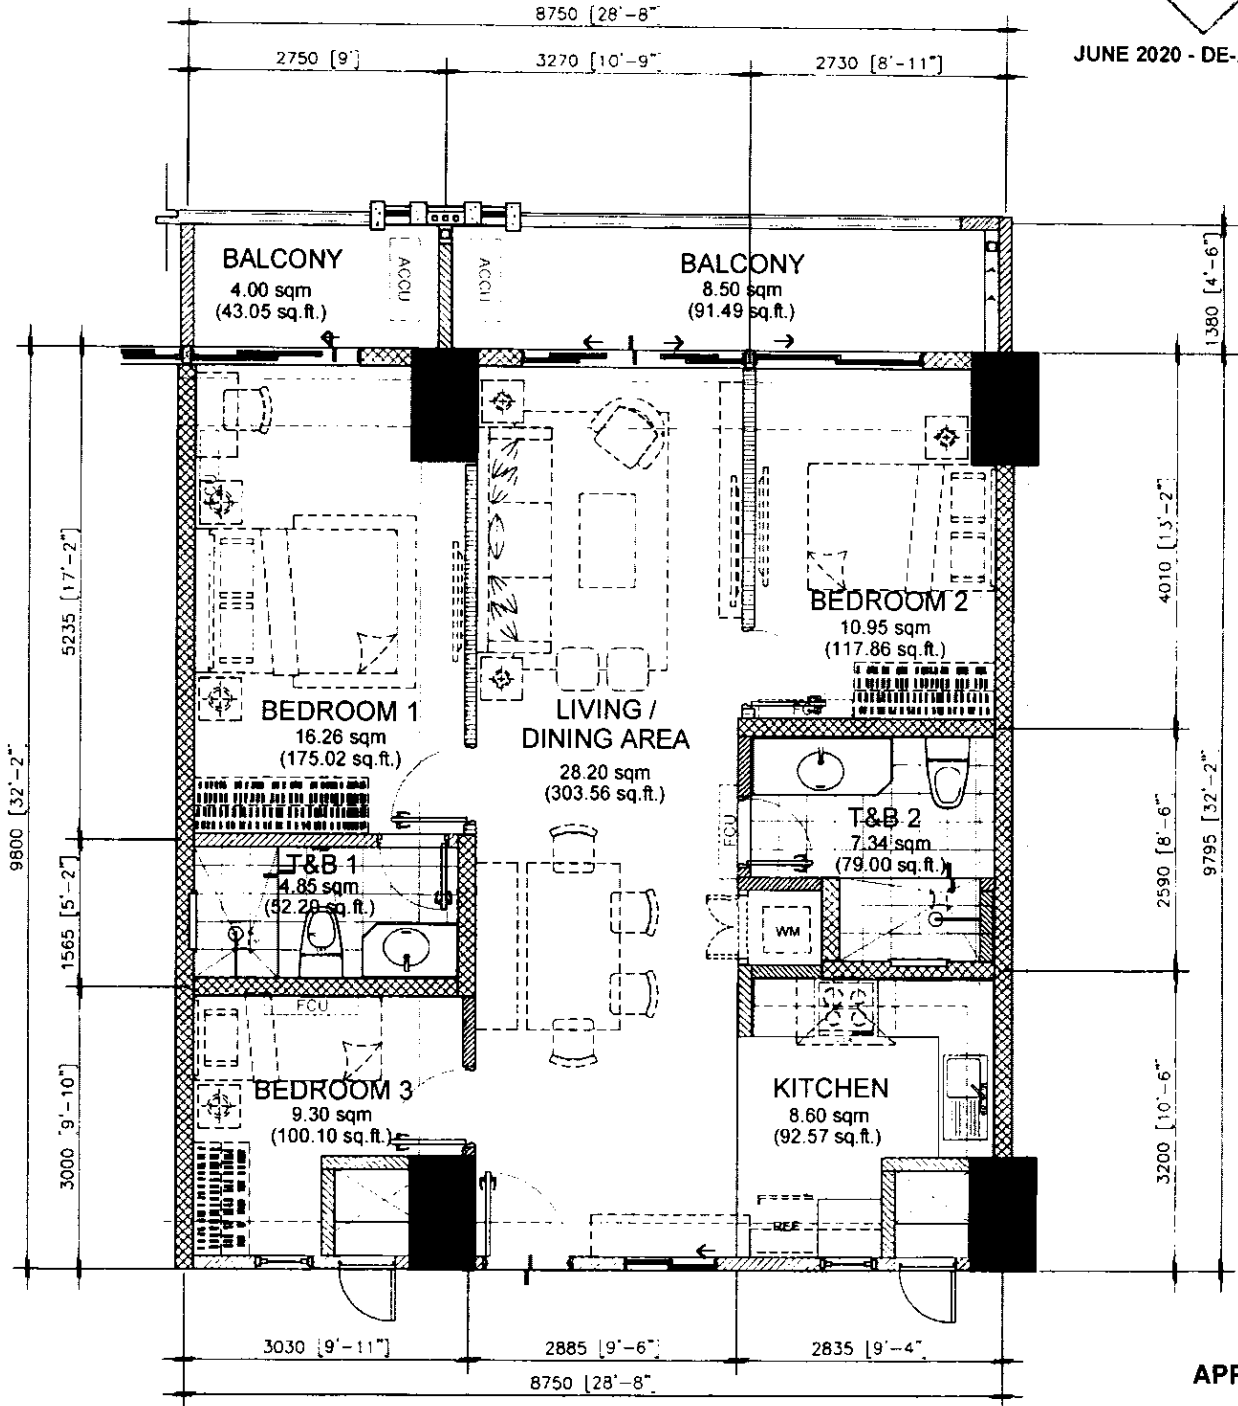 8750 [28'-8"]
2750 [9']
3270 [10'-9"]
2730 [8'-11"]
JUNE 2020 - DE-
BALCONY
4.00 sqm
(43.05 sq.ft.)
ACCU
ACCU
BALCONY
8.50 sqm
(91.49 sq.ft.)
1380 [4'-6"]
9800 [32'-2"]
5235 [17'-2"]
1565 [5'-2"]
3000 [9'-10"]
4010 [13'-2"]
2590 [8'-6"]
3200 [10'-6"]
9795 [32'-2"]
BEDROOM 1
16.26 sqm
(175.02 sq.ft.)
LIVING /
DINING AREA
28.20 sqm
(303.56 sq.ft.)
BEDROOM 2
10.95 sqm
(117.86 sq.ft.)
T&B 1
4.85 sqm
(52.20 sq.ft.)
FCU
T&B 2
7.34 sqm
(79.00 sq.ft.)
WM
FCU
BEDROOM 3
9.30 sqm
(100.10 sq.ft.)
KITCHEN
8.60 sqm
(92.57 sq.ft.)
REF
3030 [9'-11"]
2885 [9'-6"]
2835 [9'-4"]
8750 [28'-8"]
APP